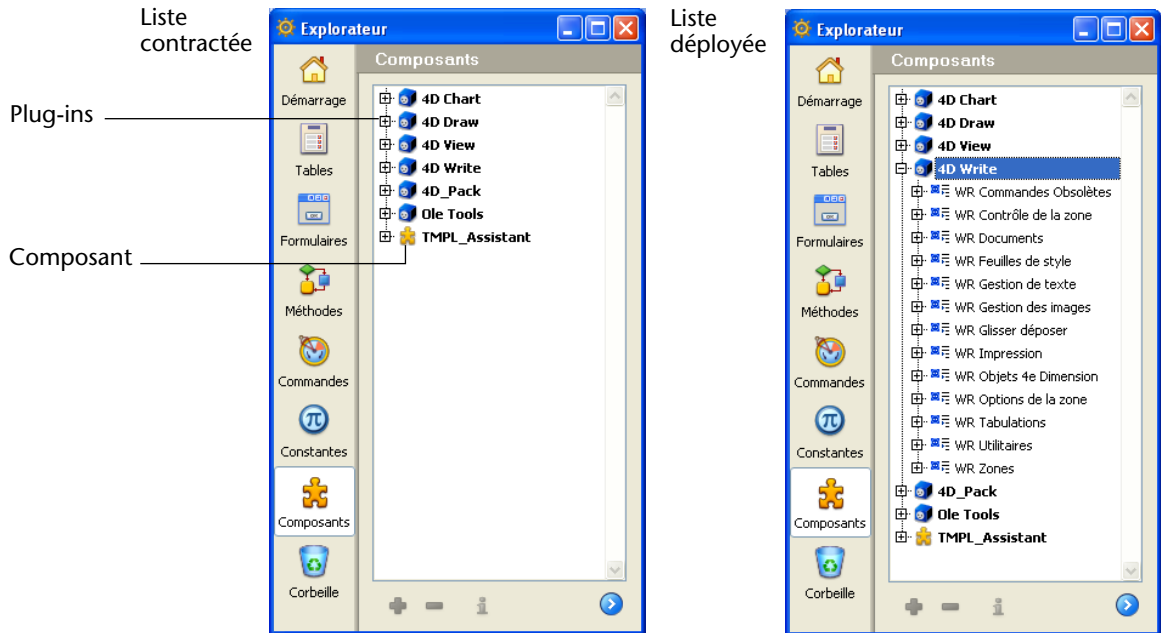 Liste
contractée
Plug-ins
Composant
Explorateur
Composants
Démarrage
Tables
Formulaires
Méthodes
Commandes
Constantes
Composants
Corbeille
4D Chart
4D Draw
4D View
4D Write
4D_Pack
Ole Tools
TMPL_Assistant
Liste
déployée
Explorateur
Composants
Démarrage
Tables
Formulaires
Méthodes
Commandes
Constantes
Composants
Corbeille
4D Chart
4D Draw
4D View
4D Write
WR Commandes Obsolètes
WR Contrôle de la zone
WR Documents
WR Feuilles de style
WR Gestion de texte
WR Gestion des images
WR Glisser déposer
WR Impression
WR Objets 4e Dimension
WR Options de la zone
WR Tabulations
WR Utilitaires
WR Zones
4D_Pack
Ole Tools
TMPL_Assistant